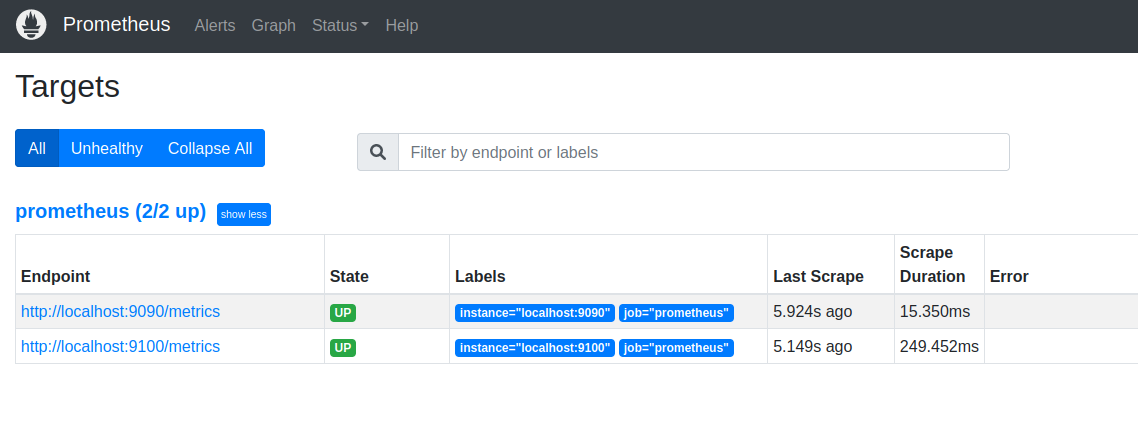 Prometheus Alerts Graph Status Help
Targets
All Unhealthy Collapse All
Filter by endpoint or labels
prometheus (2/2 up) show less
Endpoint State Labels Last Scrape Scrape Duration Error
http://localhost:9090/metrics UP instance="localhost:9090" job="prometheus" 5.924s ago 15.350ms
http://localhost:9100/metrics UP instance="localhost:9100" job="prometheus" 5.149s ago 249.452ms